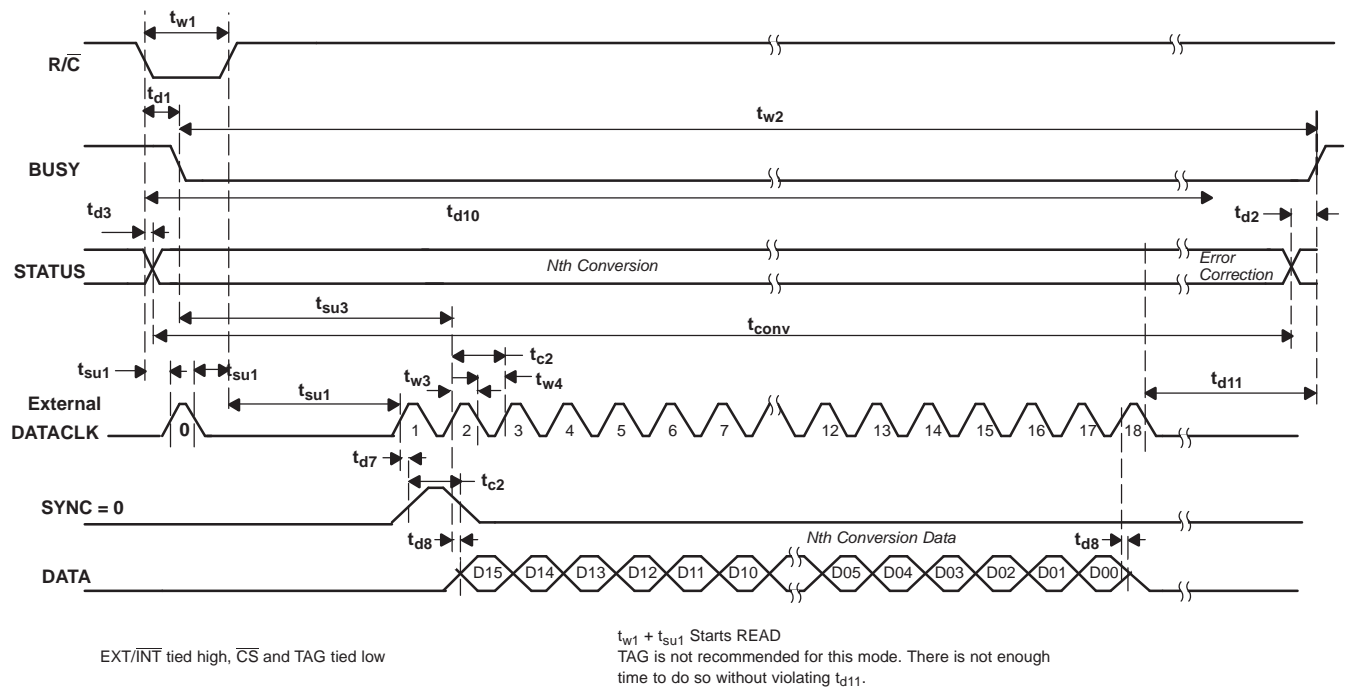 tw1
R/C̅
td1
tw2
BUSY
td3
td10
td2
STATUS
Nth Conversion
Error
Correction
tsu3
tconv
tc2
tsu1
tsu1
tw3
tw4
tsu1
td11
External
DATACLK
0
1 2 3 4 5 6 7 12 13 14 15 16 17 18
td7
tc2
SYNC = 0
td8
Nth Conversion Data
td8
DATA
D15 D14 D13 D12 D11 D10 D05 D04 D03 D02 D01 D00
EXT/I̅N̅T̅ tied high, C̅S̅ and TAG tied low
tw1 + tsu1 Starts READ
TAG is not recommended for this mode. There is not enough
time to do so without violating td11.